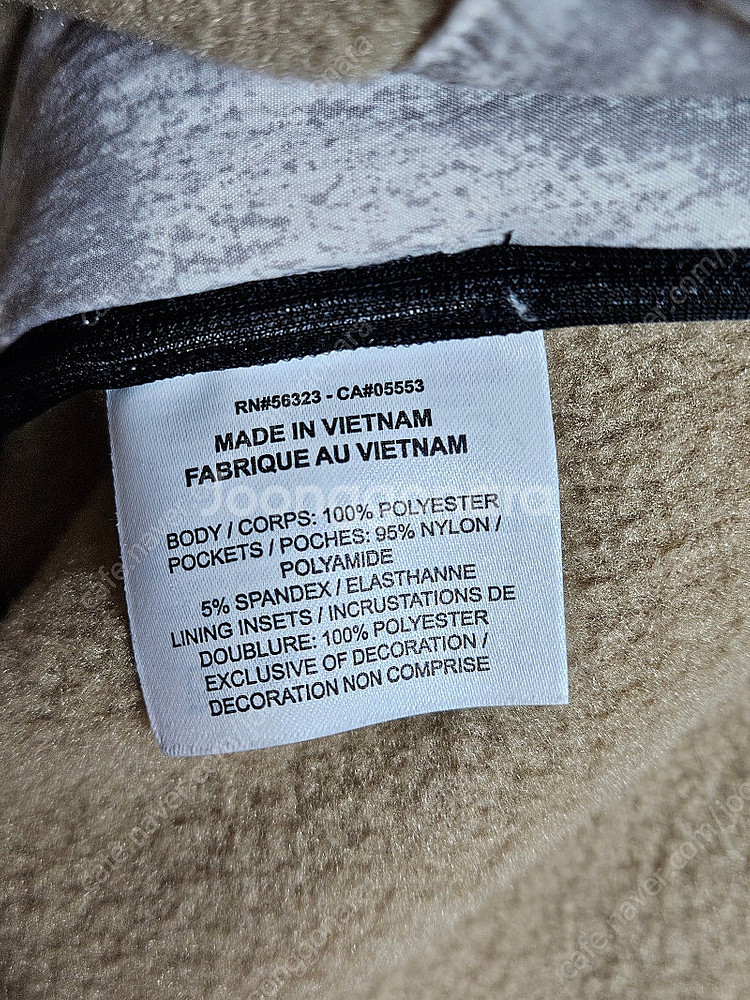 RN#56323 - CA#05553
MADE IN VIETNAM
FABRIQUE AU VIETNAM
Joonggonara
BODY / CORPS: 100% POLYESTER
POCKETS / POCHES: 95% NYLON /
POLYAMIDE
5% SPANDEX / ELASTHANNE
LINING INSETS / INCRUSTATIONS DE
DOUBLURE: 100% POLYESTER
EXCLUSIVE OF DECORATION /
DECORATION NON COMPRISE